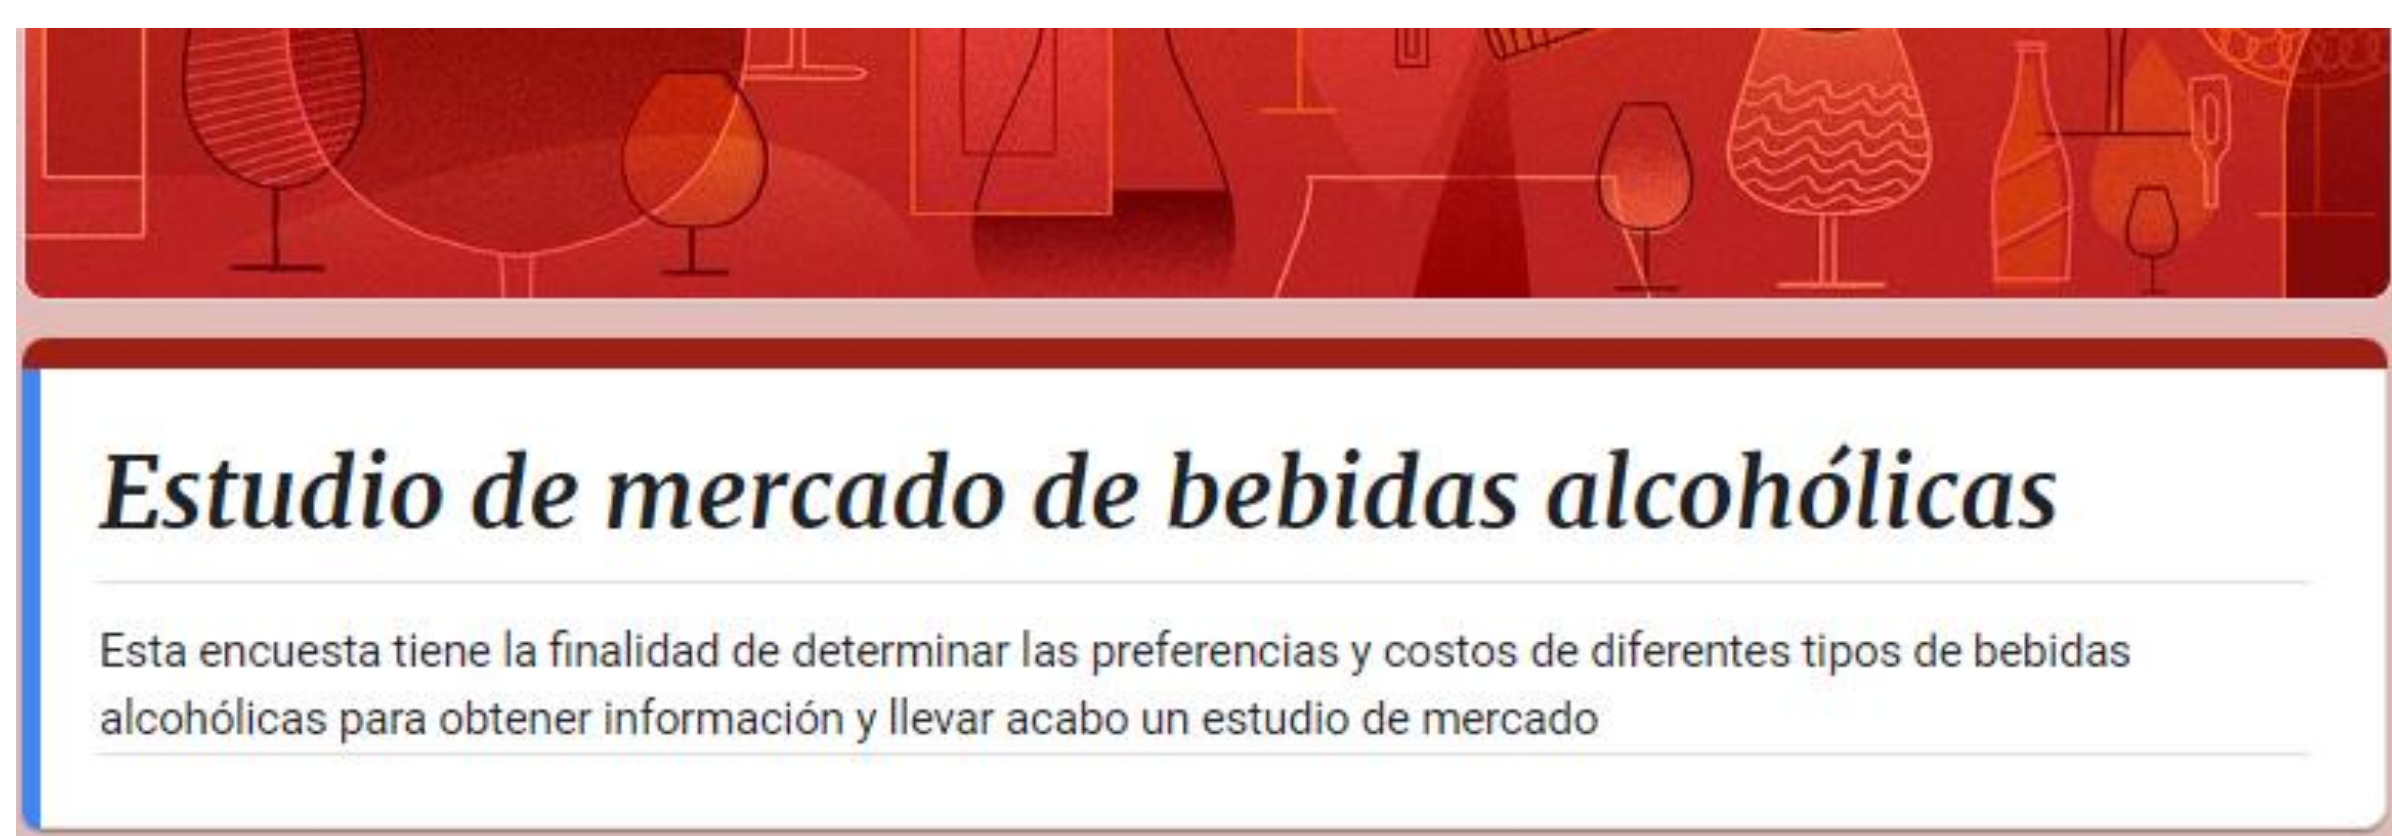 Estudio de mercado de bebidas alcohólicas
Esta encuesta tiene la finalidad de determinar las preferencias y costos de diferentes tipos de bebidas
alcohólicas para obtener información y llevar acabo un estudio de mercado